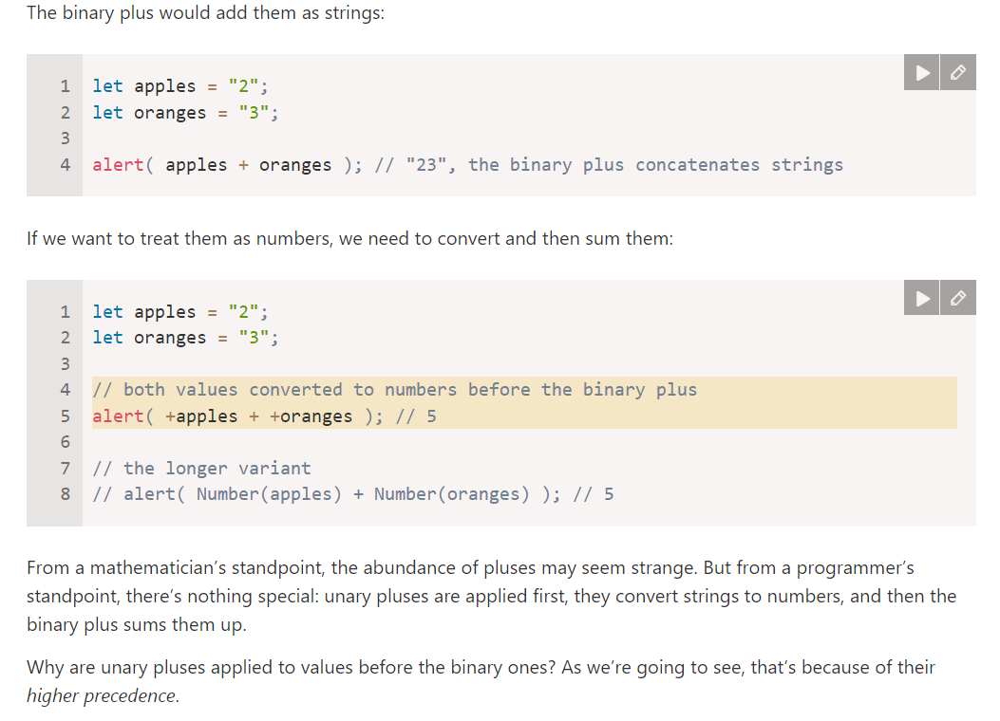 The binary plus would add them as strings:
1 let apples = "2";
2 let oranges = "3";
3
4 alert( apples + oranges ); // "23", the binary plus concatenates strings
If we want to treat them as numbers, we need to convert and then sum them:
1 let apples = "2";
2 let oranges = "3";
3
4 // both values converted to numbers before the binary plus
5 alert( +apples + +oranges ); // 5
6
7 // the longer variant
8 // alert( Number(apples) + Number(oranges) ); // 5
From a mathematician’s standpoint, the abundance of pluses may seem strange. But from a programmer’s
standpoint, there’s nothing special: unary pluses are applied first, they convert strings to numbers, and then the
binary plus sums them up.
Why are unary pluses applied to values before the binary ones? As we’re going to see, that’s because of their
higher precedence.